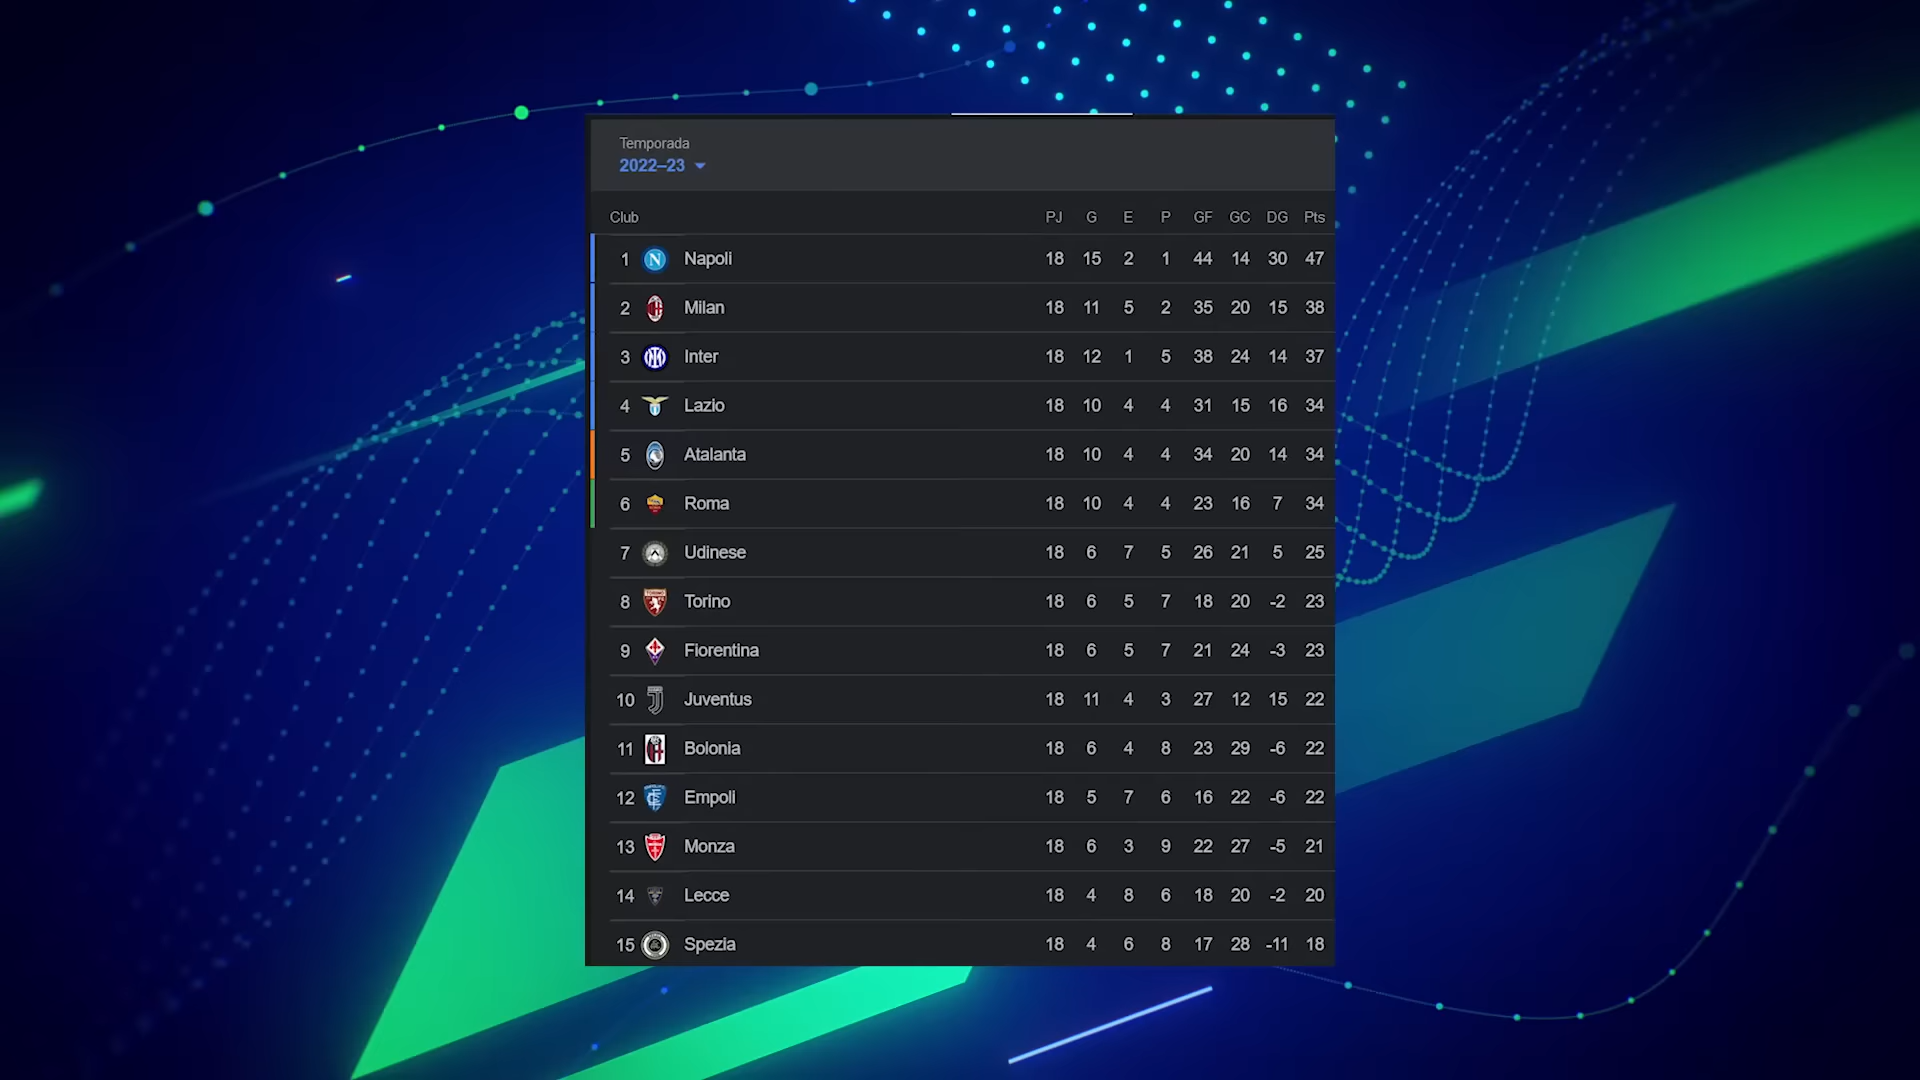 Temporada
2022–23
Club PJ G E P GF GC DG Pts
1 Napoli 18 15 2 1 44 14 30 47
2 Milan 18 11 5 2 35 20 15 38
3 Inter 18 12 1 5 38 24 14 37
4 Lazio 18 10 4 4 31 15 16 34
5 Atalanta 18 10 4 4 34 20 14 34
6 Roma 18 10 4 4 23 16 7 34
7 Udinese 18 6 7 5 26 21 5 25
8 Torino 18 6 5 7 18 20 -2 23
9 Fiorentina 18 6 5 7 21 24 -3 23
10 Juventus 18 11 4 3 27 12 15 22
11 Bolonia 18 6 4 8 23 29 -6 22
12 Empoli 18 5 7 6 16 22 -6 22
13 Monza 18 6 3 9 22 27 -5 21
14 Lecce 18 4 8 6 18 20 -2 20
15 Spezia 18 4 6 8 17 28 -11 18